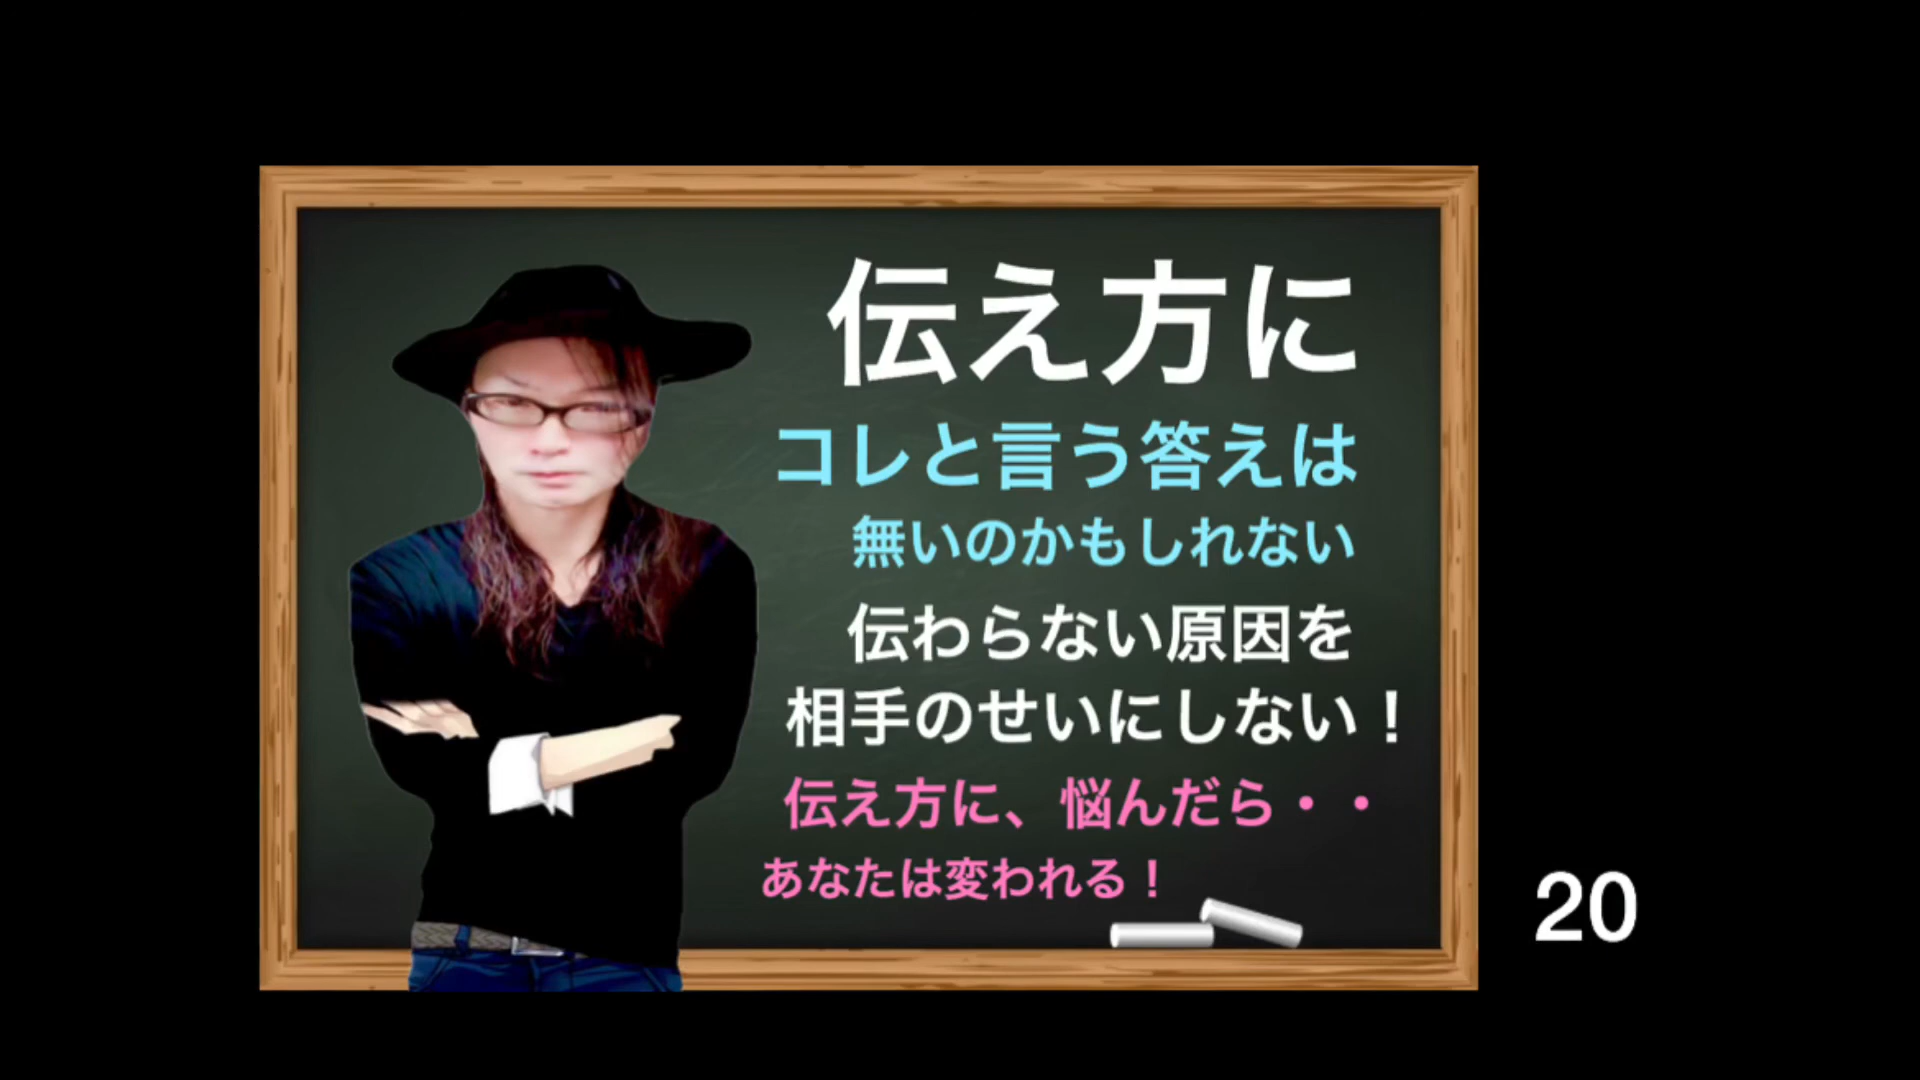 伝え方に
コレと言う答えは
無いのかもしれない
伝わらない原因を
相手のせいにしない！
伝え方に、悩んだら・・
あなたは変われる！
20